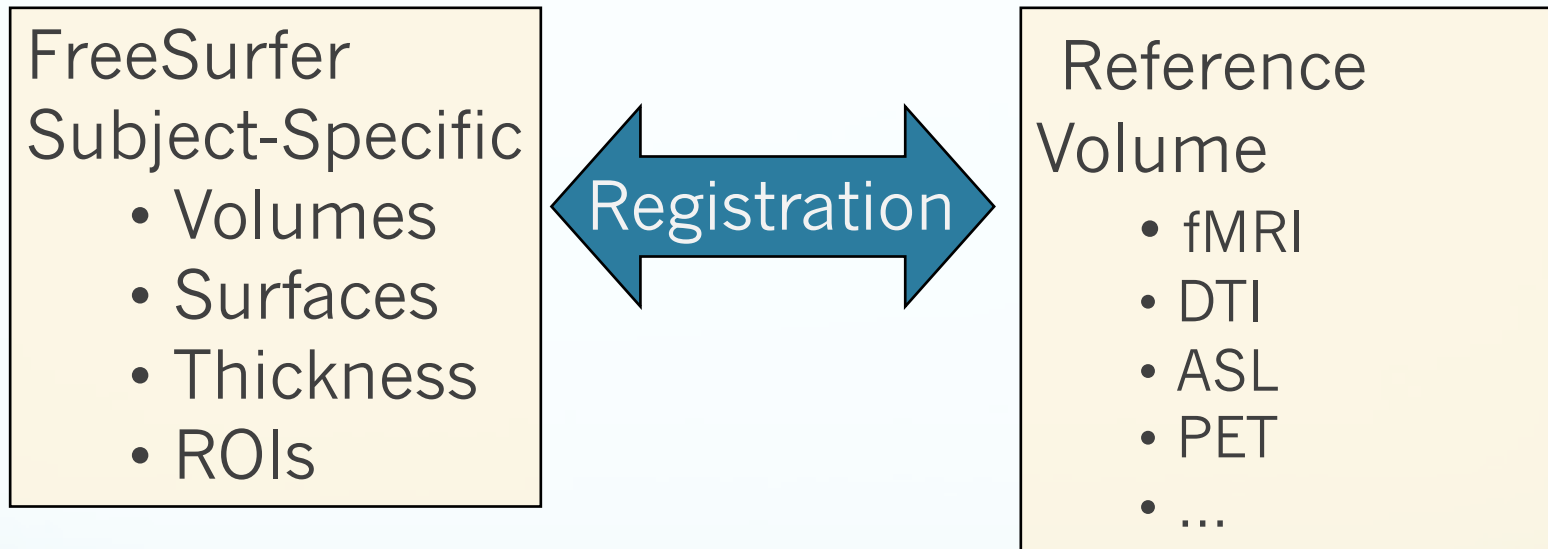 FreeSurfer
Subject-Specific
• Volumes
• Surfaces
• Thickness
• ROIs
Registration
Reference
Volume
• fMRI
• DTI
• ASL
• PET
• ...